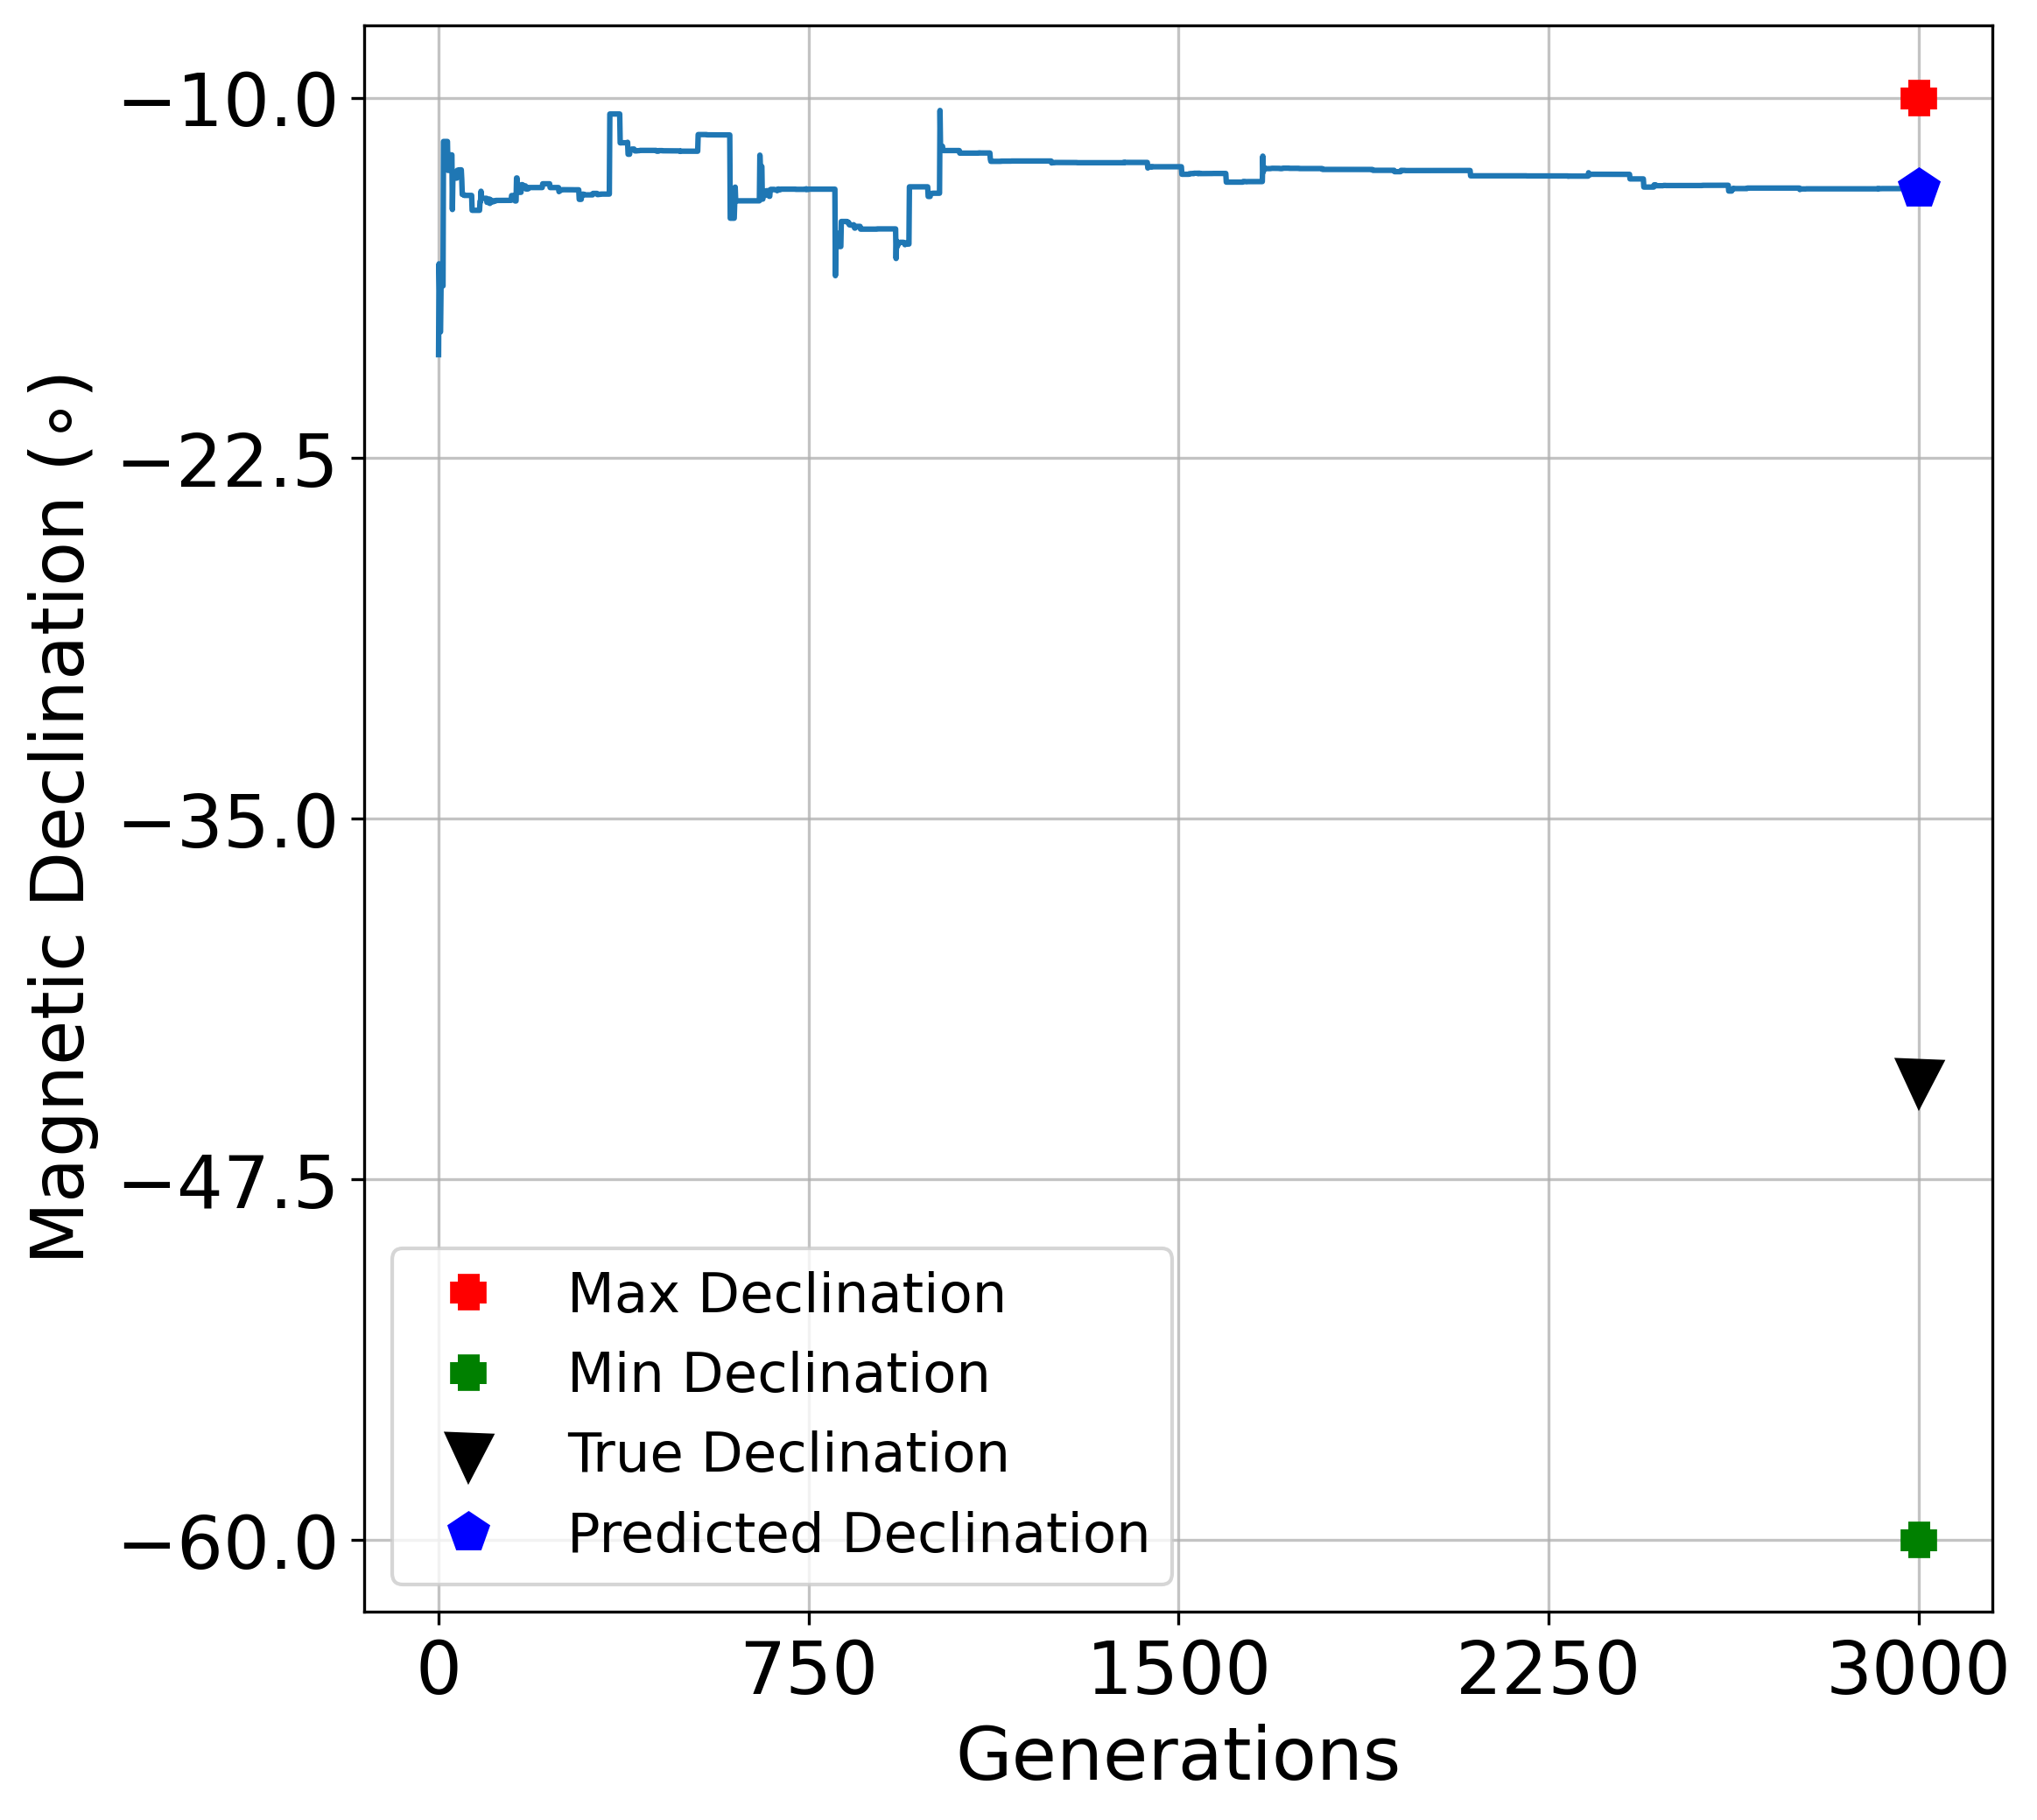 −10.0
−22.5
−35.0
−47.5
−60.0
Magnetic Declination (∘)
Max Declination
Min Declination
True Declination
Predicted Declination
0 750 1500 2250 3000
Generations